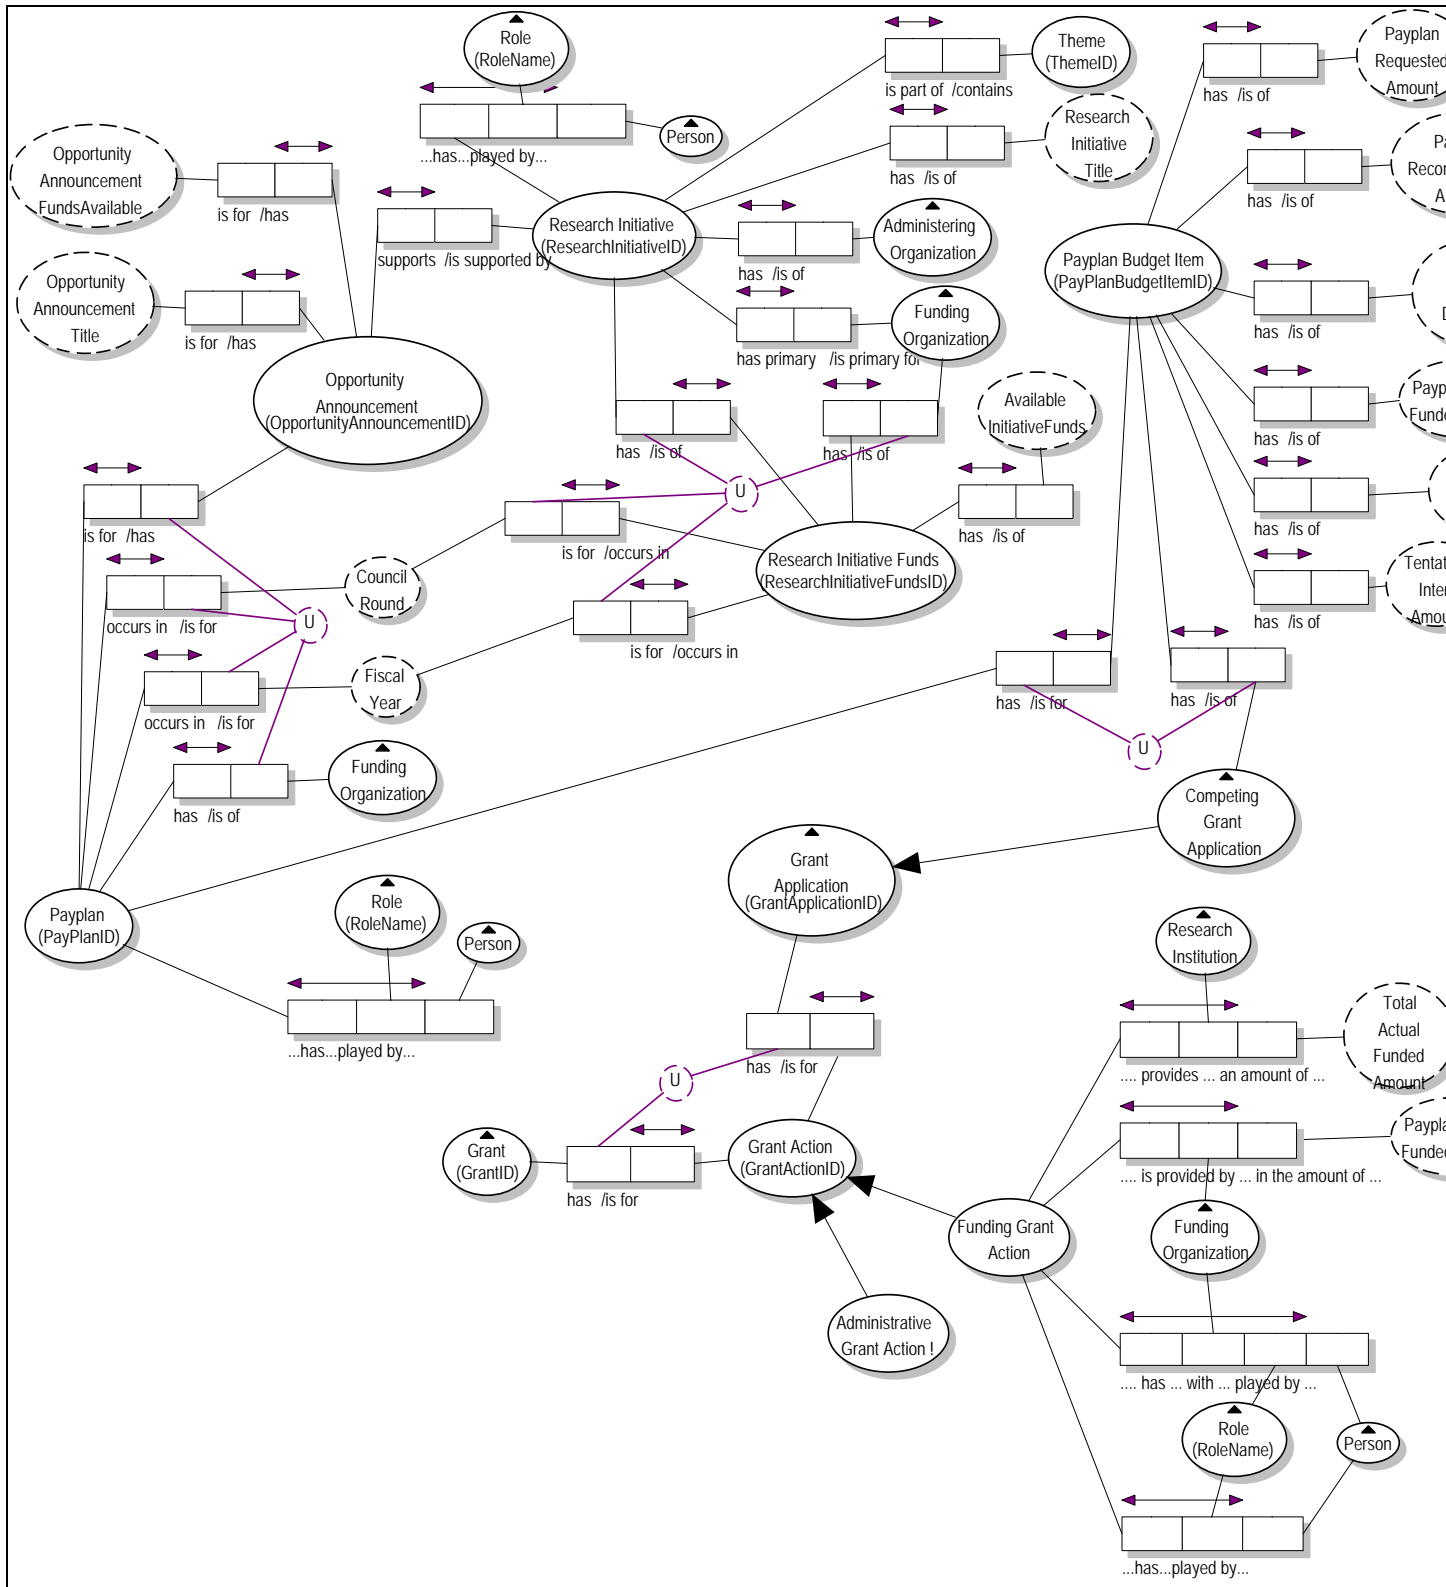 Role
(RoleName)
...has...played by...
Person
Theme
(ThemeID)
is part of /contains
Research
Initiative
Title
has /is of
Payplan
Requested
Amount
has /is of
has /is of
Opportunity
Announcement
FundsAvailable
is for /has
Opportunity
Announcement
Title
is for /has
supports /is supported by
Research Initiative
(ResearchInitiativeID)
Administering
Organization
has /is of
Funding
Organization
has primary /is primary for
Payplan Budget Item
(PayPlanBudgetItemID)
has /is of
has /is of
has /is of
has /is of
Opportunity
Announcement
(OpportunityAnnouncementID)
has /is of
has /is of
Available
InitiativeFunds
has /is of
U
is for /has
is for /occurs in
Research Initiative Funds
(ResearchInitiativeFundsID)
Council
Round
occurs in /is for
U
is for /occurs in
Fiscal
Year
occurs in /is for
has /is for
has /is of
U
Funding
Organization
has /is of
Competing
Grant
Application
Grant
Application
(GrantApplicationID)
Payplan
(PayPlanID)
Role
(RoleName)
Person
...has...played by...
Research
Institution
Total
Actual
Funded
Amount
.... provides ... an amount of ...
has /is for
U
Grant
(GrantID)
has /is for
Grant Action
(GrantActionID)
.... is provided by ... in the amount of ...
Funding Grant
Action
Funding
Organization
Administrative
Grant Action !
.... has ... with ... played by ...
Role
(RoleName)
Person
...has...played by...